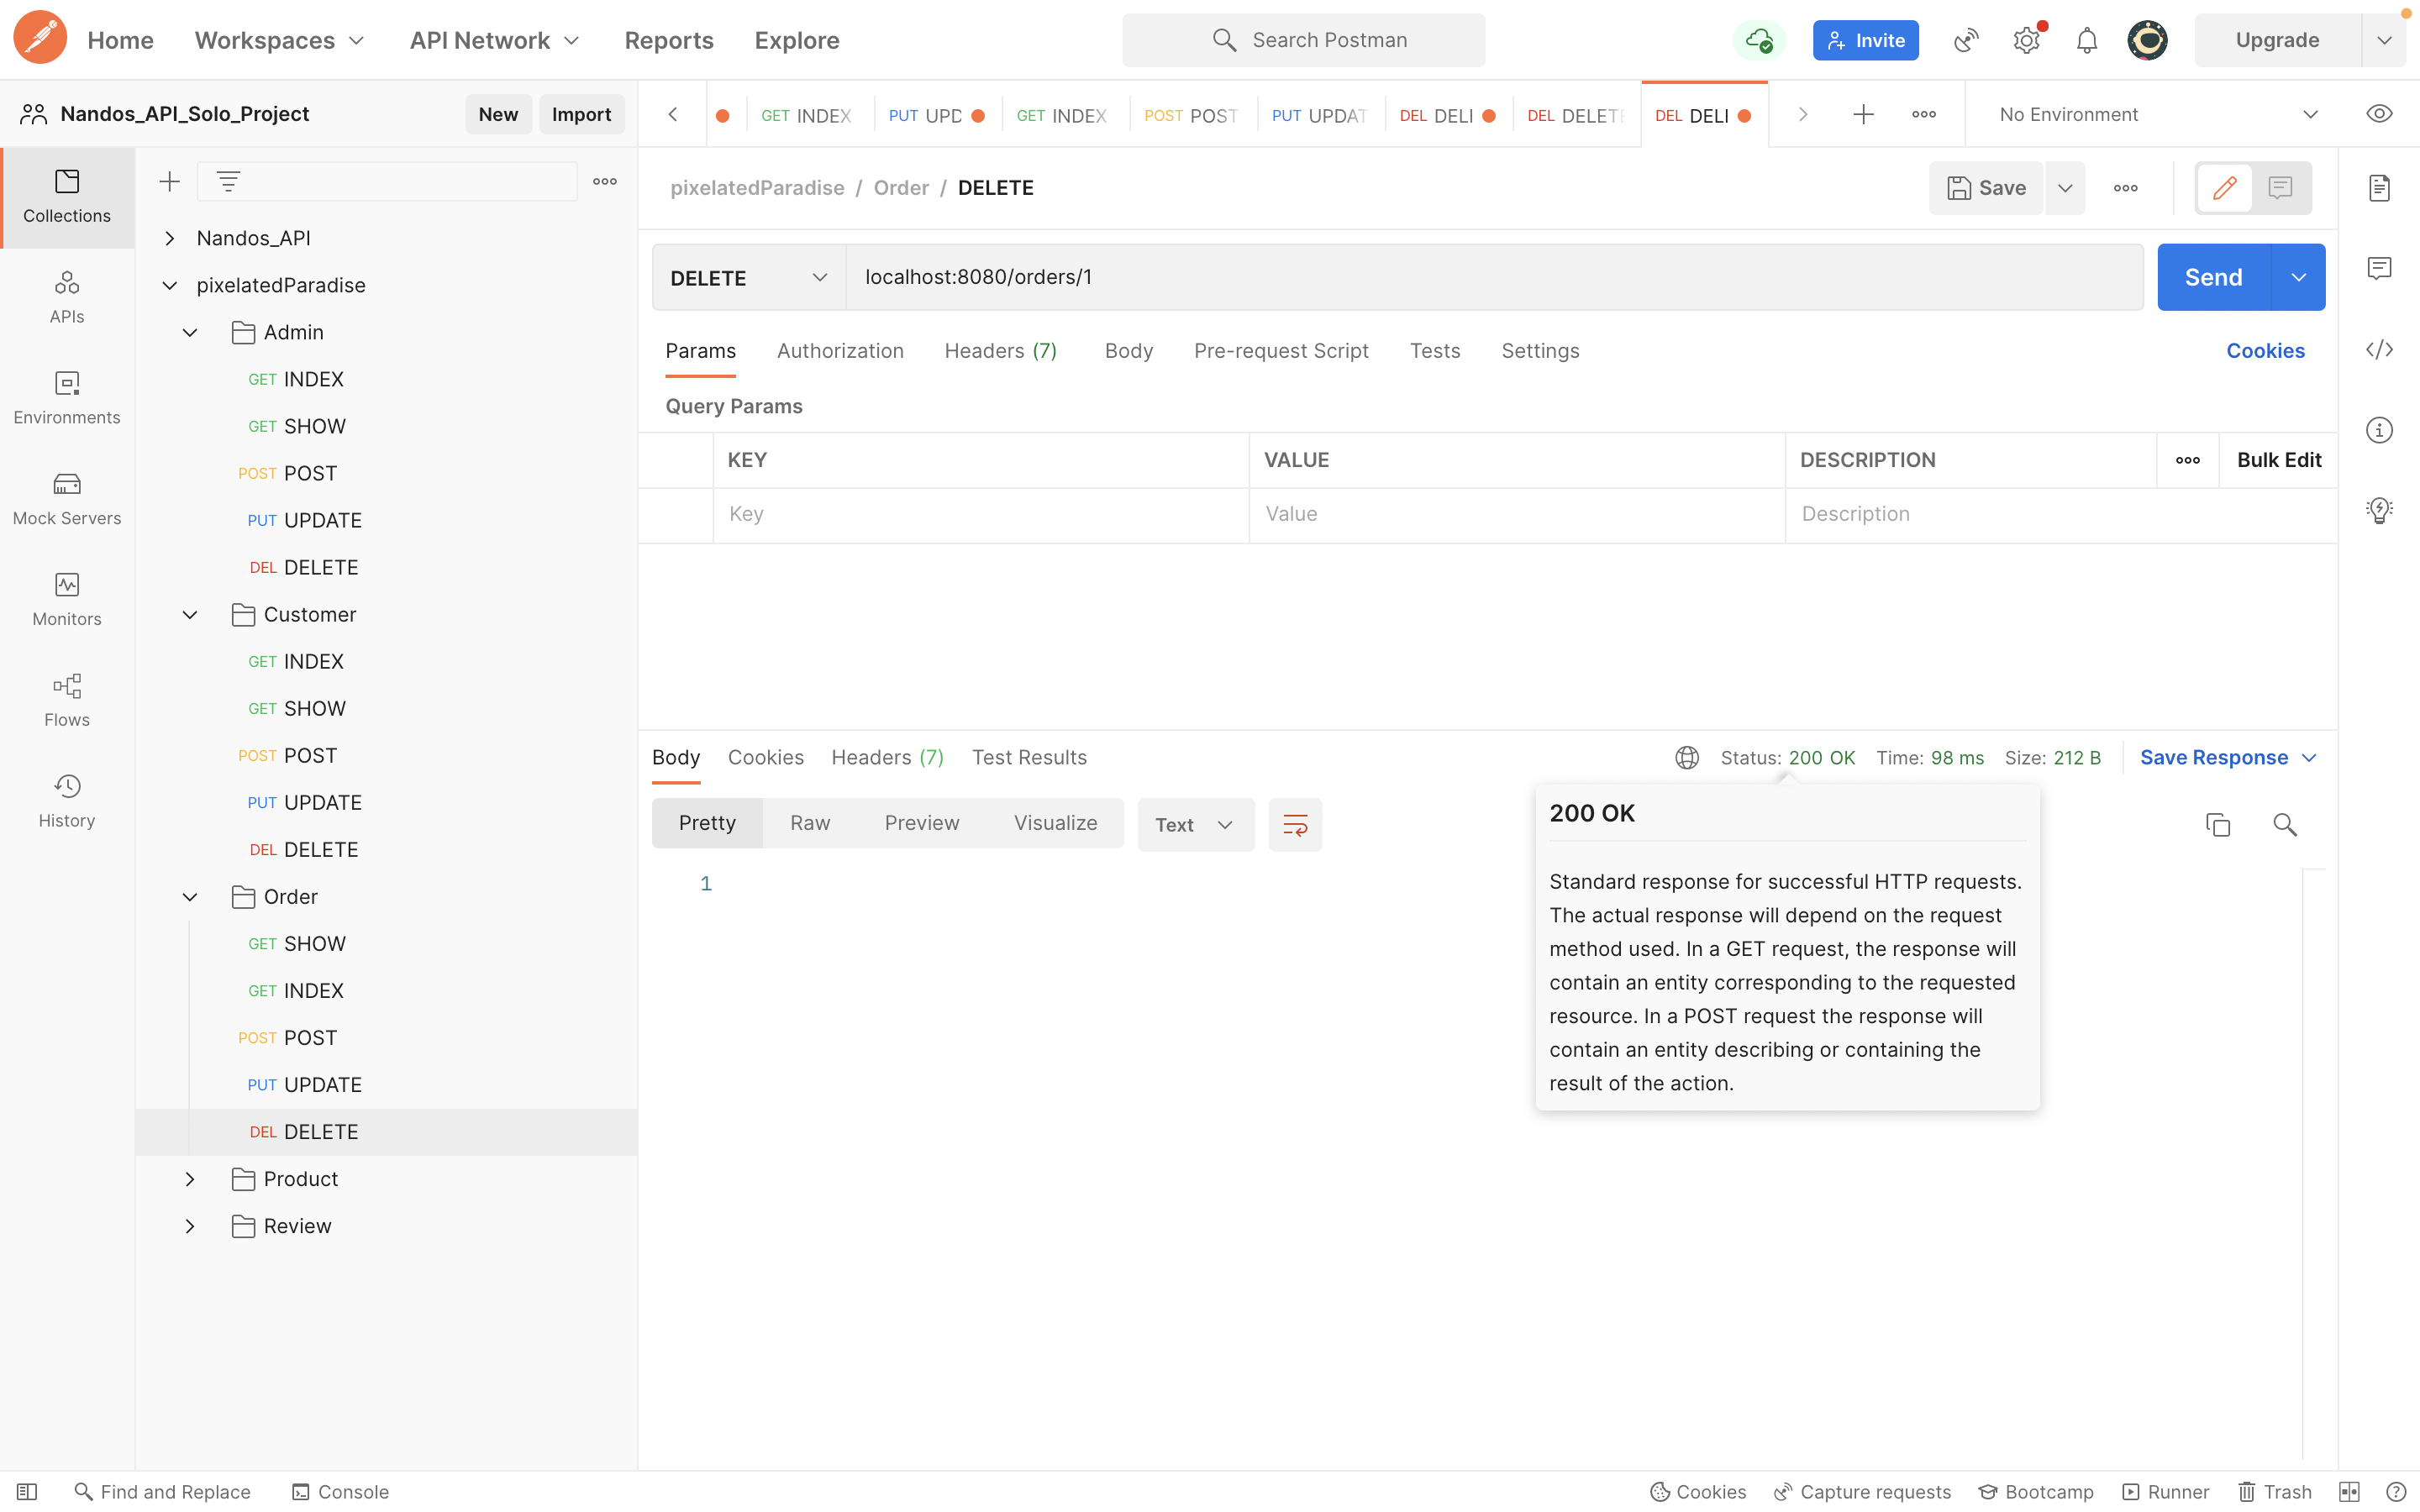 Home Workspaces API Network Reports Explore Search Postman Invite Upgrade
Nandos_API_Solo_Project New Import
GET INDEX PUT UPD GET INDEX POST POST PUT UPDAT DEL DELI DEL DELETE DEL DELI No Environment
Collections
APIs
Environments
Mock Servers
Monitors
Flows
History
Nandos_API
pixelatedParadise
Admin
GET INDEX
GET SHOW
POST POST
PUT UPDATE
DEL DELETE
Customer
GET INDEX
GET SHOW
POST POST
PUT UPDATE
DEL DELETE
Order
GET SHOW
GET INDEX
POST POST
PUT UPDATE
DEL DELETE
Product
Review
pixelatedParadise / Order / DELETE Save
DELETE localhost:8080/orders/1 Send
Params Authorization Headers (7) Body Pre-request Script Tests Settings Cookies
Query Params
KEY VALUE DESCRIPTION Bulk Edit
Key Value Description
Body Cookies Headers (7) Test Results Status: 200 OK Time: 98 ms Size: 212 B Save Response
Pretty Raw Preview Visualize Text
1
200 OK
Standard response for successful HTTP requests.
The actual response will depend on the request
method used. In a GET request, the response will
contain an entity corresponding to the requested
resource. In a POST request the response will
contain an entity describing or containing the
result of the action.
Find and Replace Console Cookies Capture requests Bootcamp Runner Trash